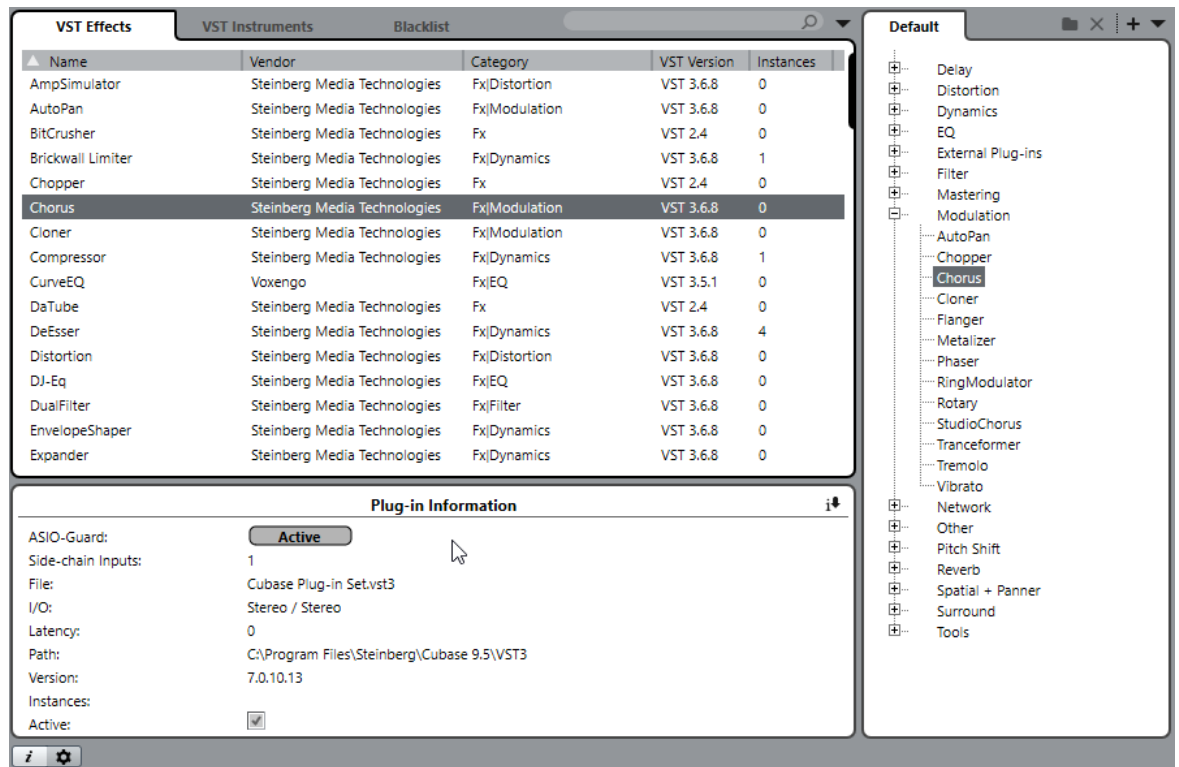 VST Effects VST Instruments Blacklist
Name Vendor Category VST Version Instances
AmpSimulator Steinberg Media Technologies Fx|Distortion VST 3.6.8 0
AutoPan Steinberg Media Technologies Fx|Modulation VST 3.6.8 0
BitCrusher Steinberg Media Technologies Fx VST 2.4 0
Brickwall Limiter Steinberg Media Technologies Fx|Dynamics VST 3.6.8 1
Chopper Steinberg Media Technologies Fx VST 2.4 0
Chorus Steinberg Media Technologies Fx|Modulation VST 3.6.8 0
Cloner Steinberg Media Technologies Fx|Modulation VST 3.6.8 0
Compressor Steinberg Media Technologies Fx|Dynamics VST 3.6.8 1
CurveEQ Voxengo Fx|EQ VST 3.5.1 0
DaTube Steinberg Media Technologies Fx VST 2.4 0
DeEsser Steinberg Media Technologies Fx|Dynamics VST 3.6.8 4
Distortion Steinberg Media Technologies Fx|Distortion VST 3.6.8 0
DJ-Eq Steinberg Media Technologies Fx|EQ VST 3.6.8 0
DualFilter Steinberg Media Technologies Fx|Filter VST 3.6.8 0
EnvelopeShaper Steinberg Media Technologies Fx|Dynamics VST 3.6.8 0
Expander Steinberg Media Technologies Fx|Dynamics VST 3.6.8 0
Plug-in Information
ASIO-Guard: Active
Side-chain Inputs: 1
File: Cubase Plug-in Set.vst3
I/O: Stereo / Stereo
Latency: 0
Path: C:\Program Files\Steinberg\Cubase 9.5\VST3
Version: 7.0.10.13
Instances:
Active:
Default
Delay
Distortion
Dynamics
EQ
External Plug-ins
Filter
Mastering
Modulation
AutoPan
Chopper
Chorus
Cloner
Flanger
Metalizer
Phaser
RingModulator
Rotary
StudioChorus
Tranceformer
Tremolo
Vibrato
Network
Other
Pitch Shift
Reverb
Spatial + Panner
Surround
Tools